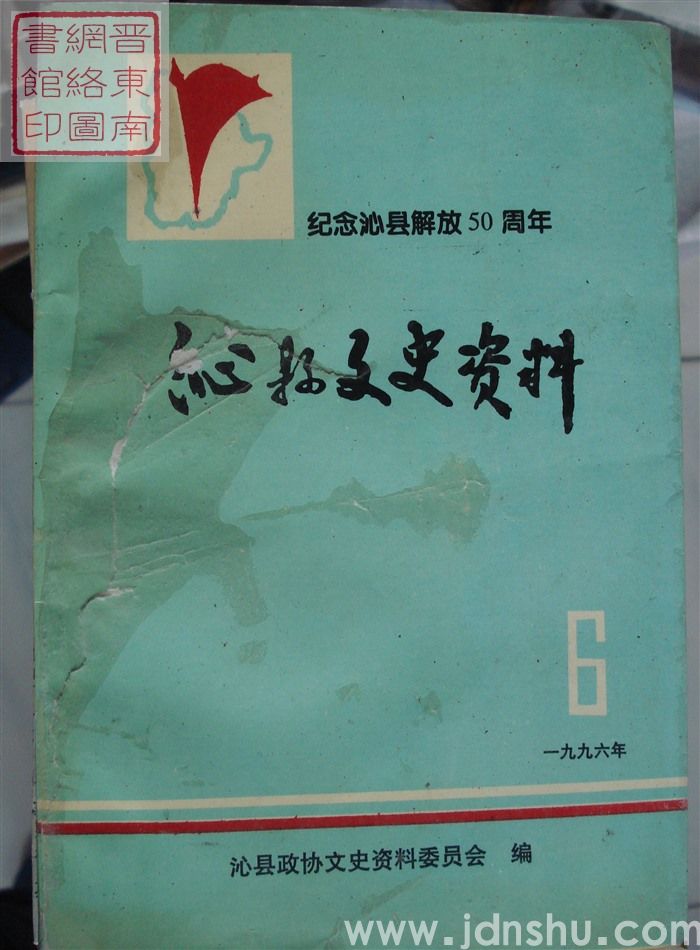 晋東南
網絡圖
書館印
纪念沁县解放50周年
沁县文史资料
6
一九九六年
沁县政协文史资料委员会 编
www.jdnshu.com